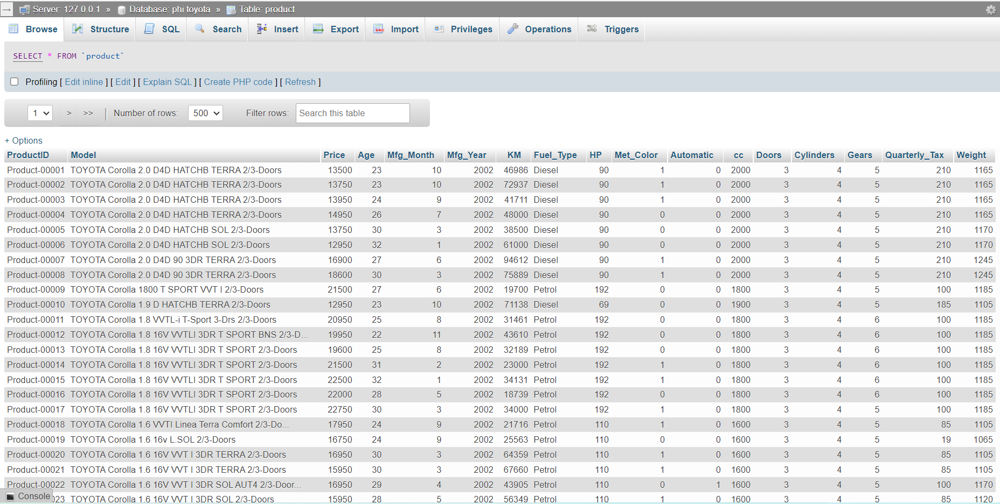 → Server: 127.0.0.1 » Database: phi toyota » Table: product
Browse Structure SQL Search Insert Export Import Privileges Operations Triggers
SELECT * FROM `product`
Profiling [ Edit inline ] [ Edit ] [ Explain SQL ] [ Create PHP code ] [ Refresh ]
1 > >> | Number of rows: 500 Filter rows: Search this table
+ Options
ProductID Model Price Age Mfg_Month Mfg_Year KM Fuel_Type HP Met_Color Automatic cc Doors Cylinders Gears Quarterly_Tax Weight
Product-00001 TOYOTA Corolla 2.0 D4D HATCHB TERRA 2/3-Doors 13500 23 10 2002 46986 Diesel 90 1 0 2000 3 4 5 210 1165
Product-00002 TOYOTA Corolla 2.0 D4D HATCHB TERRA 2/3-Doors 13750 23 10 2002 72937 Diesel 90 1 0 2000 3 4 5 210 1165
Product-00003 TOYOTA Corolla 2.0 D4D HATCHB TERRA 2/3-Doors 13950 24 9 2002 41711 Diesel 90 1 0 2000 3 4 5 210 1165
Product-00004 TOYOTA Corolla 2.0 D4D HATCHB TERRA 2/3-Doors 14950 26 7 2002 48000 Diesel 90 0 0 2000 3 4 5 210 1165
Product-00005 TOYOTA Corolla 2.0 D4D HATCHB SOL 2/3-Doors 13750 30 3 2002 38500 Diesel 90 0 0 2000 3 4 5 210 1170
Product-00006 TOYOTA Corolla 2.0 D4D HATCHB SOL 2/3-Doors 12950 32 1 2002 61000 Diesel 90 0 0 2000 3 4 5 210 1170
Product-00007 TOYOTA Corolla 2.0 D4D 90 3DR TERRA 2/3-Doors 16900 27 6 2002 94612 Diesel 90 1 0 2000 3 4 5 210 1245
Product-00008 TOYOTA Corolla 2.0 D4D 90 3DR TERRA 2/3-Doors 18600 30 3 2002 75889 Diesel 90 1 0 2000 3 4 5 210 1245
Product-00009 TOYOTA Corolla 1800 T SPORT VVT I 2/3-Doors 21500 27 6 2002 19700 Petrol 192 0 0 1800 3 4 5 100 1185
Product-00010 TOYOTA Corolla 1.9 D HATCHB TERRA 2/3-Doors 12950 23 10 2002 71138 Diesel 69 0 0 1900 3 4 5 185 1105
Product-00011 TOYOTA Corolla 1.8 VVTL-i T-Sport 3-Drs 2/3-Doors 20950 25 8 2002 31461 Petrol 192 0 0 1800 3 4 6 100 1185
Product-00012 TOYOTA Corolla 1.8 16V VVTLI 3DR T SPORT BNS 2/3-D... 19950 22 11 2002 43610 Petrol 192 0 0 1800 3 4 6 100 1185
Product-00013 TOYOTA Corolla 1.8 16V VVTLI 3DR T SPORT 2/3-Doors 19600 25 8 2002 32189 Petrol 192 0 0 1800 3 4 6 100 1185
Product-00014 TOYOTA Corolla 1.8 16V VVTLI 3DR T SPORT 2/3-Doors 21500 31 2 2002 23000 Petrol 192 1 0 1800 3 4 6 100 1185
Product-00015 TOYOTA Corolla 1.8 16V VVTLI 3DR T SPORT 2/3-Doors 22500 32 1 2002 34131 Petrol 192 1 0 1800 3 4 6 100 1185
Product-00016 TOYOTA Corolla 1.8 16V VVTLI 3DR T SPORT 2/3-Doors 22000 28 5 2002 18739 Petrol 192 0 0 1800 3 4 6 100 1185
Product-00017 TOYOTA Corolla 1.8 16V VVTLI 3DR T SPORT 2/3-Doors 22750 30 3 2002 34000 Petrol 192 1 0 1800 3 4 5 100 1185
Product-00018 TOYOTA Corolla 1.6 VVTI Linea Terra Comfort 2/3-Do... 17950 24 9 2002 21716 Petrol 110 1 0 1600 3 4 5 85 1105
Product-00019 TOYOTA Corolla 1.6 16v L.SOL 2/3-Doors 16750 24 9 2002 25563 Petrol 110 0 0 1600 3 4 5 19 1065
Product-00020 TOYOTA Corolla 1.6 16V VVT I 3DR TERRA 2/3-Doors 16950 30 3 2002 64359 Petrol 110 1 0 1600 3 4 5 85 1105
Product-00021 TOYOTA Corolla 1.6 16V VVT I 3DR TERRA 2/3-Doors 15950 30 3 2002 67660 Petrol 110 1 0 1600 3 4 5 85 1105
Product-00022 TOYOTA Corolla 1.6 16V VVT I 3DR SOL AUT4 2/3-Door... 16950 29 4 2002 43905 Petrol 110 0 1 1600 3 4 5 100 1170
Console 023 TOYOTA Corolla 1.6 16V VVT I 3DR SOL 2/3-Doors 15950 28 5 2002 56349 Petrol 110 1 0 1600 3 4 5 85 1120